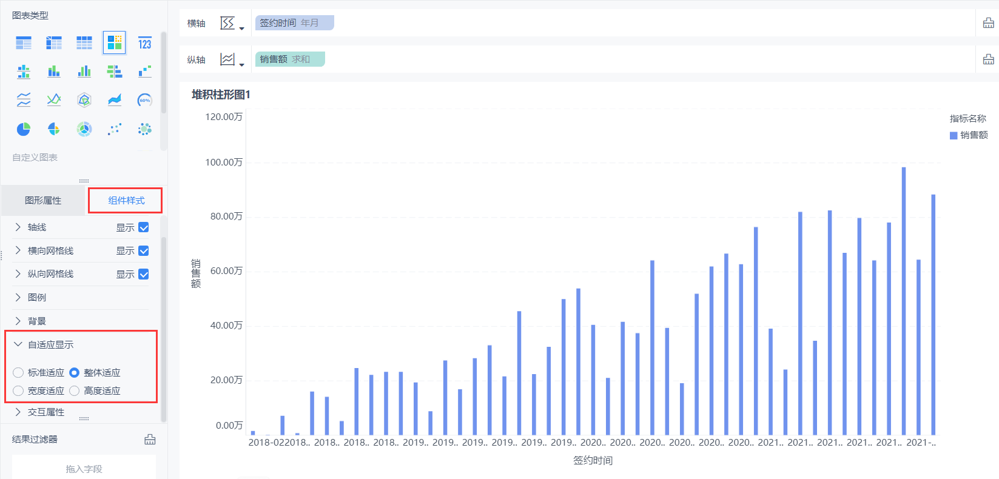 图表类型
123
60%
自定义图表
图形属性
组件样式
轴线 显示
横向网格线 显示
纵向网格线 显示
图例
背景
自适应显示
标准适应 整体适应
宽度适应 高度适应
交互属性
结果过滤器
拖入字段
横轴 签约时间 年月
纵轴 销售额 求和
堆积柱形图1
120.00万
100.00万
80.00万
60.00万
40.00万
20.00万
0.00万
销售额
2018-02 2018.. 2018.. 2018.. 2018.. 2019.. 2019.. 2019.. 2019.. 2019.. 2019.. 2020.. 2020.. 2020.. 2020.. 2020.. 2020.. 2021.. 2021.. 2021.. 2021.. 2021.. 2021-..
签约时间
指标名称
销售额